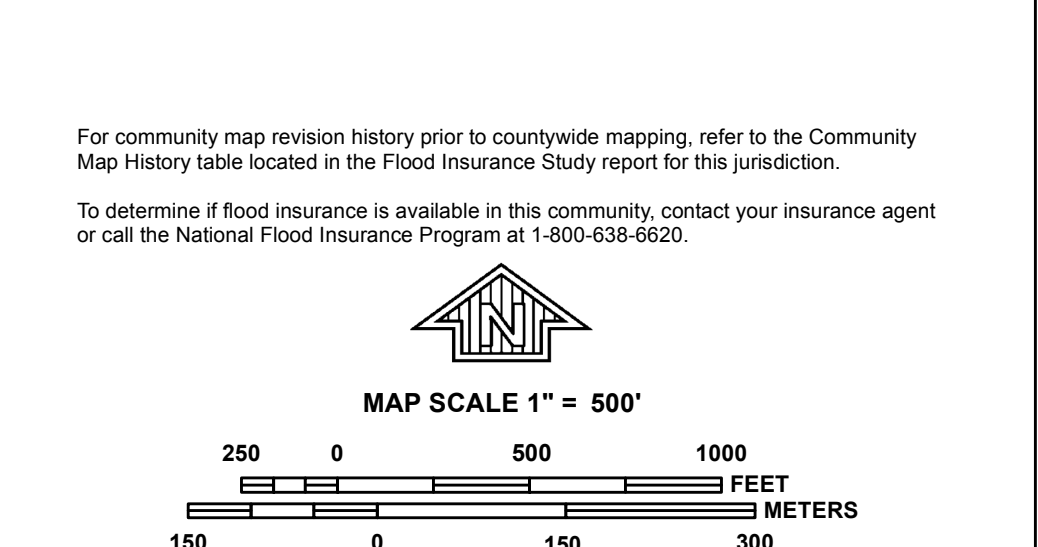 For community map revision history prior to countywide mapping, refer to the Community
Map History table located in the Flood Insurance Study report for this jurisdiction.
To determine if flood insurance is available in this community, contact your insurance agent
or call the National Flood Insurance Program at 1-800-638-6620.
N
MAP SCALE 1" = 500'
250 0 500 1000
FEET
METERS
150 0 150 300